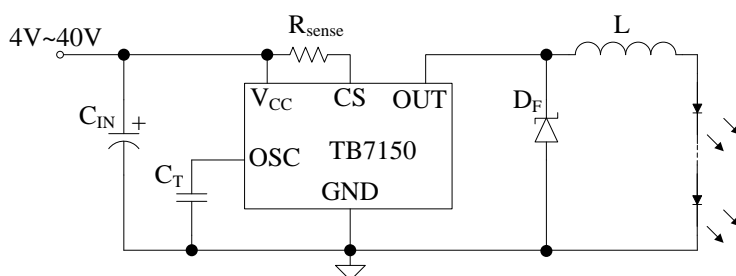 4V~40V
Rsense
L
VCC
CS
OUT
DF
CIN
+
OSC
TB7150
CT
GND